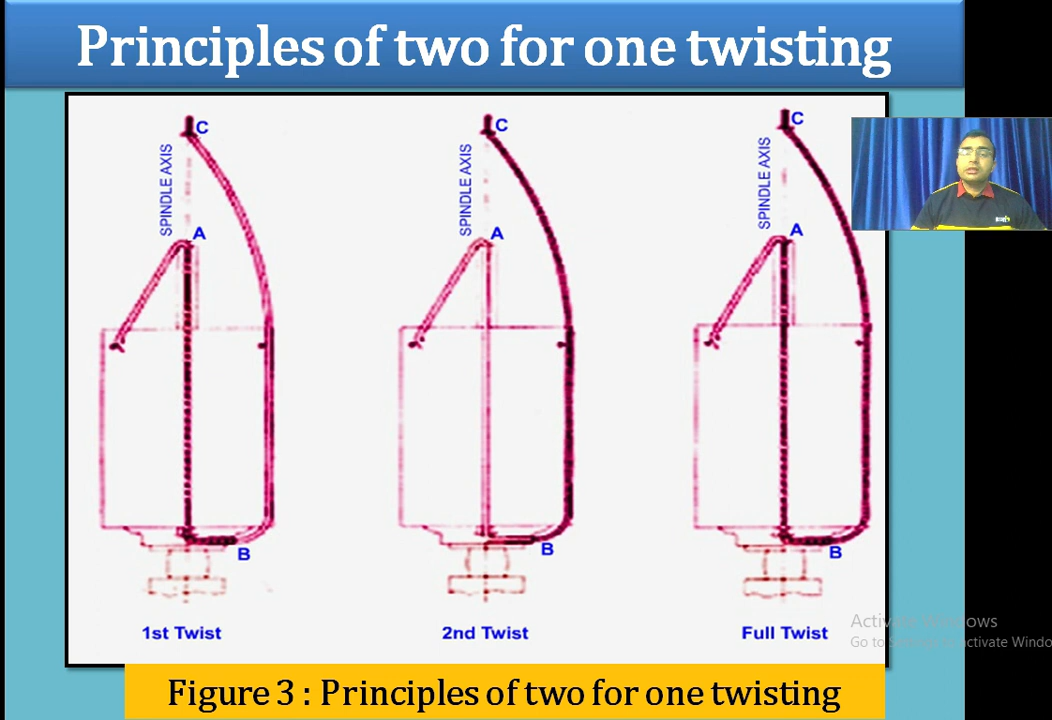 Principles of two for one twisting
C
C
C
SPINDLE AXIS
SPINDLE AXIS
SPINDLE AXIS
A
A
A
B
B
B
1st Twist
2nd Twist
Full Twist
Figure 3 : Principles of two for one twisting